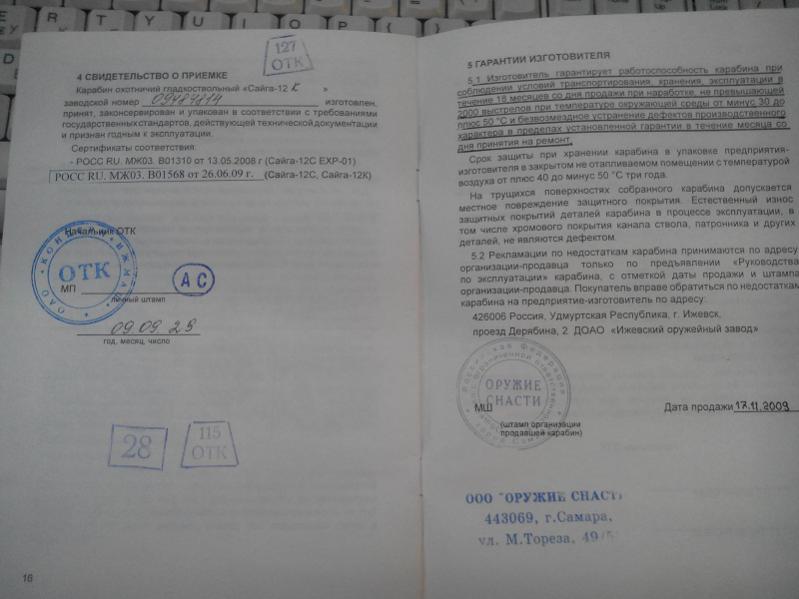 127
ОТК
4 СВИДЕТЕЛЬСТВО О ПРИЕМКЕ
Карабин охотничий гладкоствольный «Сайга-12 К »
заводской номер 09487814 изготовлен,
принят, законсервирован и упакован в соответствии с требованиями
государственных стандартов, действующей технической документации
и признан годным к эксплуатации.
Сертификаты соответствия:
- РОСС RU. МЖ03. В01310 от 13.05.2008 г (Сайга-12С ЕХР-01)
РОСС RU. МЖ03. В01568 от 26.06.09 г. (Сайга-12С, Сайга-12К)
Начальник ОТК
ОАО КОНЦЕРН ИЖМАШ
ОТК
МП
АС
личный штамп
09 09 29
год, месяц, число
28
115
ОТК
16
5 ГАРАНТИИ ИЗГОТОВИТЕЛЯ
5.1 Изготовитель гарантирует работоспособность карабина при
соблюдении условий транспортирования, хранения, эксплуатации в
течение 18 месяцев со дня продажи при наработке, не превышающей
2000 выстрелов при температуре окружающей среды от минус 30 до
плюс 50 °С и безвозмездное устранение дефектов производственного
характера в пределах установленной гарантии в течение месяца со
дня принятия на ремонт.
Срок защиты при хранении карабина в упаковке предприятия-
изготовителя в закрытом не отапливаемом помещении с температурой
воздуха от плюс 40 до минус 50 °С три года.
На трущихся поверхностях собранного карабина допускается
местное повреждение защитного покрытия. Естественный износ
защитных покрытий деталей карабина в процессе эксплуатации, в
том числе хромового покрытия канала ствола, патронника и других
деталей, не являются дефектом.
5.2 Рекламации по недостаткам карабина принимаются по адресу
организации-продавца только по предъявлении «Руководства
по эксплуатации» карабина, с отметкой даты продажи и штампа
организации-продавца. Покупатель вправе обратиться по недостаткам
карабина на предприятие-изготовитель по адресу:
426006 Россия, Удмуртская Республика, г. Ижевск,
проезд Дерябина, 2 ДОАО «Ижевский оружейный завод»
Российская Федерация
ОРУЖИЕ
СНАСТИ
МШ
Дата продажи 17.11.2009
(штамп организации
продавшей карабин)
ООО "ОРУЖИЕ СНАСТИ
443069, г.Самара,
ул. М.Тореза, 49/